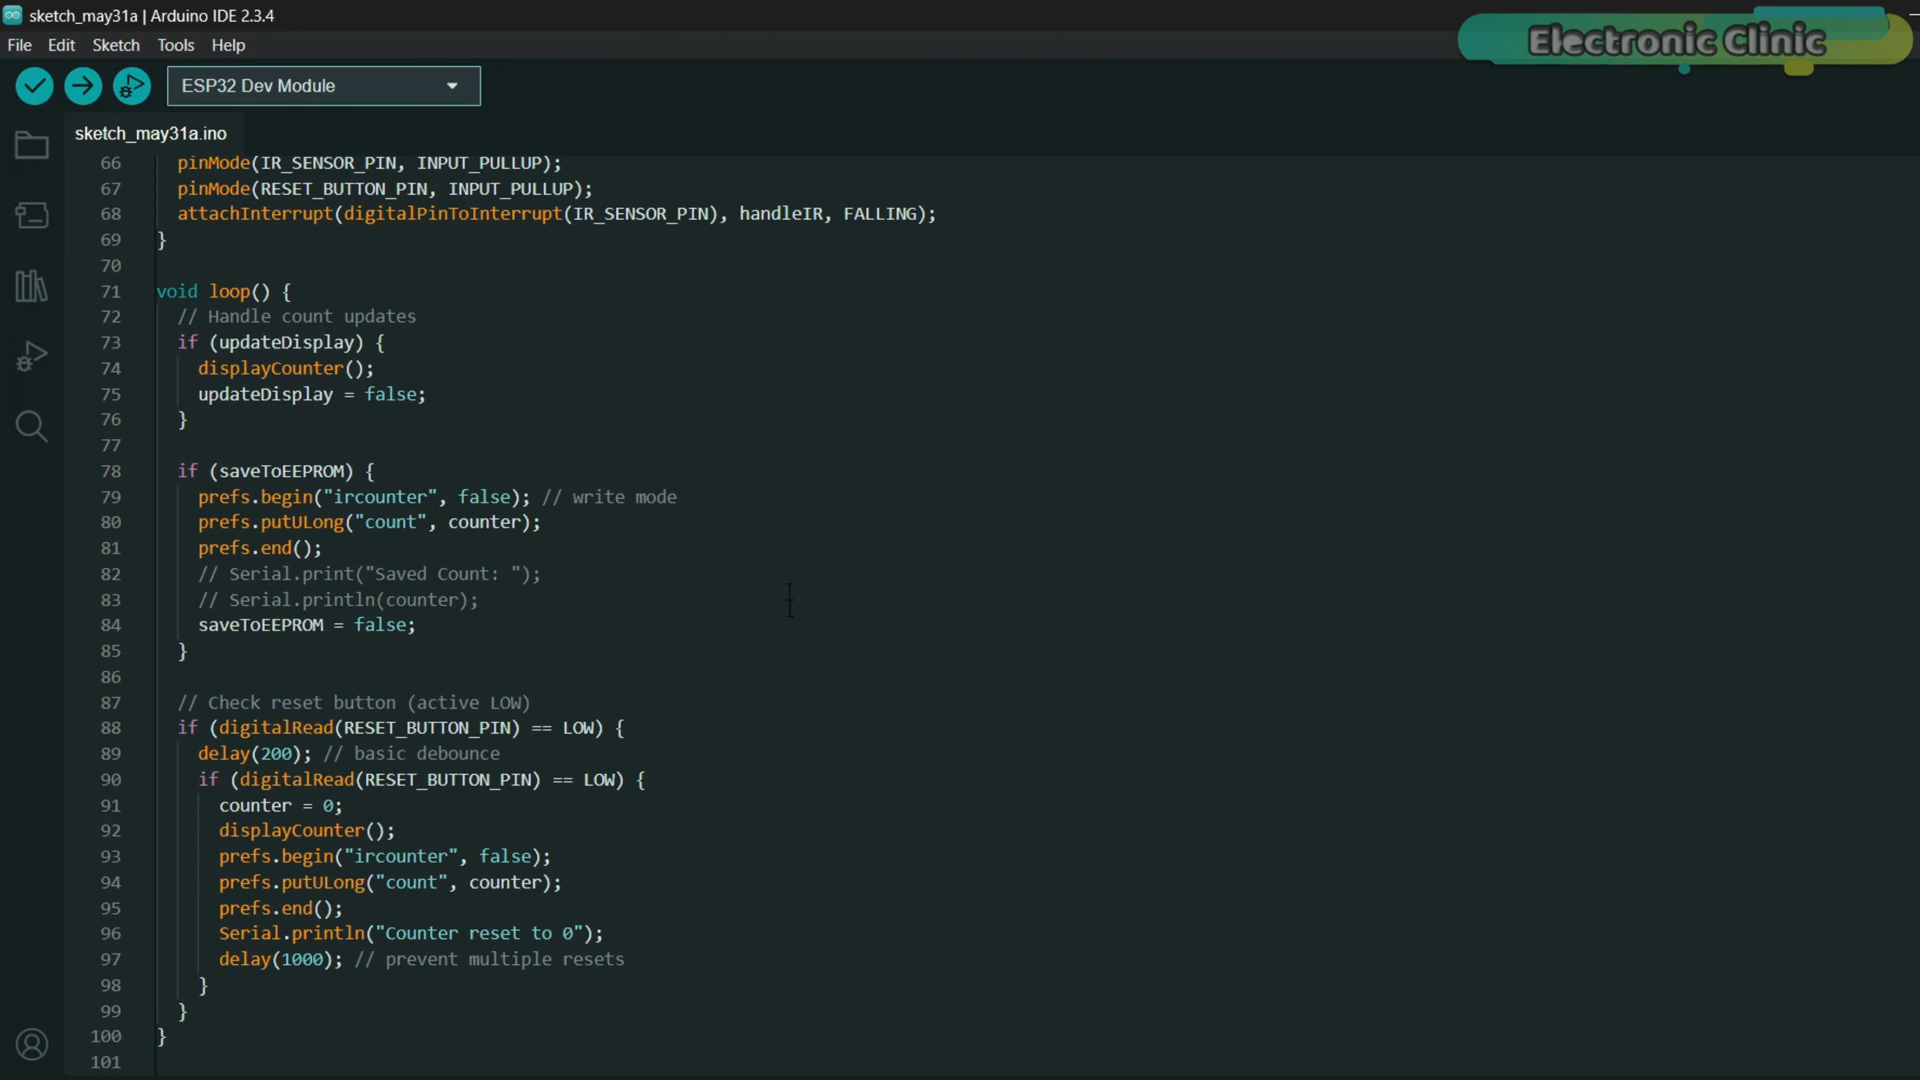 sketch_may31a | Arduino IDE 2.3.4
Electronic Clinic
File Edit Sketch Tools Help
ESP32 Dev Module
sketch_may31a.ino
66 pinMode(IR_SENSOR_PIN, INPUT_PULLUP);
67 pinMode(RESET_BUTTON_PIN, INPUT_PULLUP);
68 attachInterrupt(digitalPinToInterrupt(IR_SENSOR_PIN), handleIR, FALLING);
69 }
70
71 void loop() {
72 // Handle count updates
73 if (updateDisplay) {
74 displayCounter();
75 updateDisplay = false;
76 }
77
78 if (saveToEEPROM) {
79 prefs.begin("ircounter", false); // write mode
80 prefs.putULong("count", counter);
81 prefs.end();
82 // Serial.print("Saved Count: ");
83 // Serial.println(counter);
84 saveToEEPROM = false;
85 }
86
87 // Check reset button (active LOW)
88 if (digitalRead(RESET_BUTTON_PIN) == LOW) {
89 delay(200); // basic debounce
90 if (digitalRead(RESET_BUTTON_PIN) == LOW) {
91 counter = 0;
92 displayCounter();
93 prefs.begin("ircounter", false);
94 prefs.putULong("count", counter);
95 prefs.end();
96 Serial.println("Counter reset to 0");
97 delay(1000); // prevent multiple resets
98 }
99 }
100 }
101